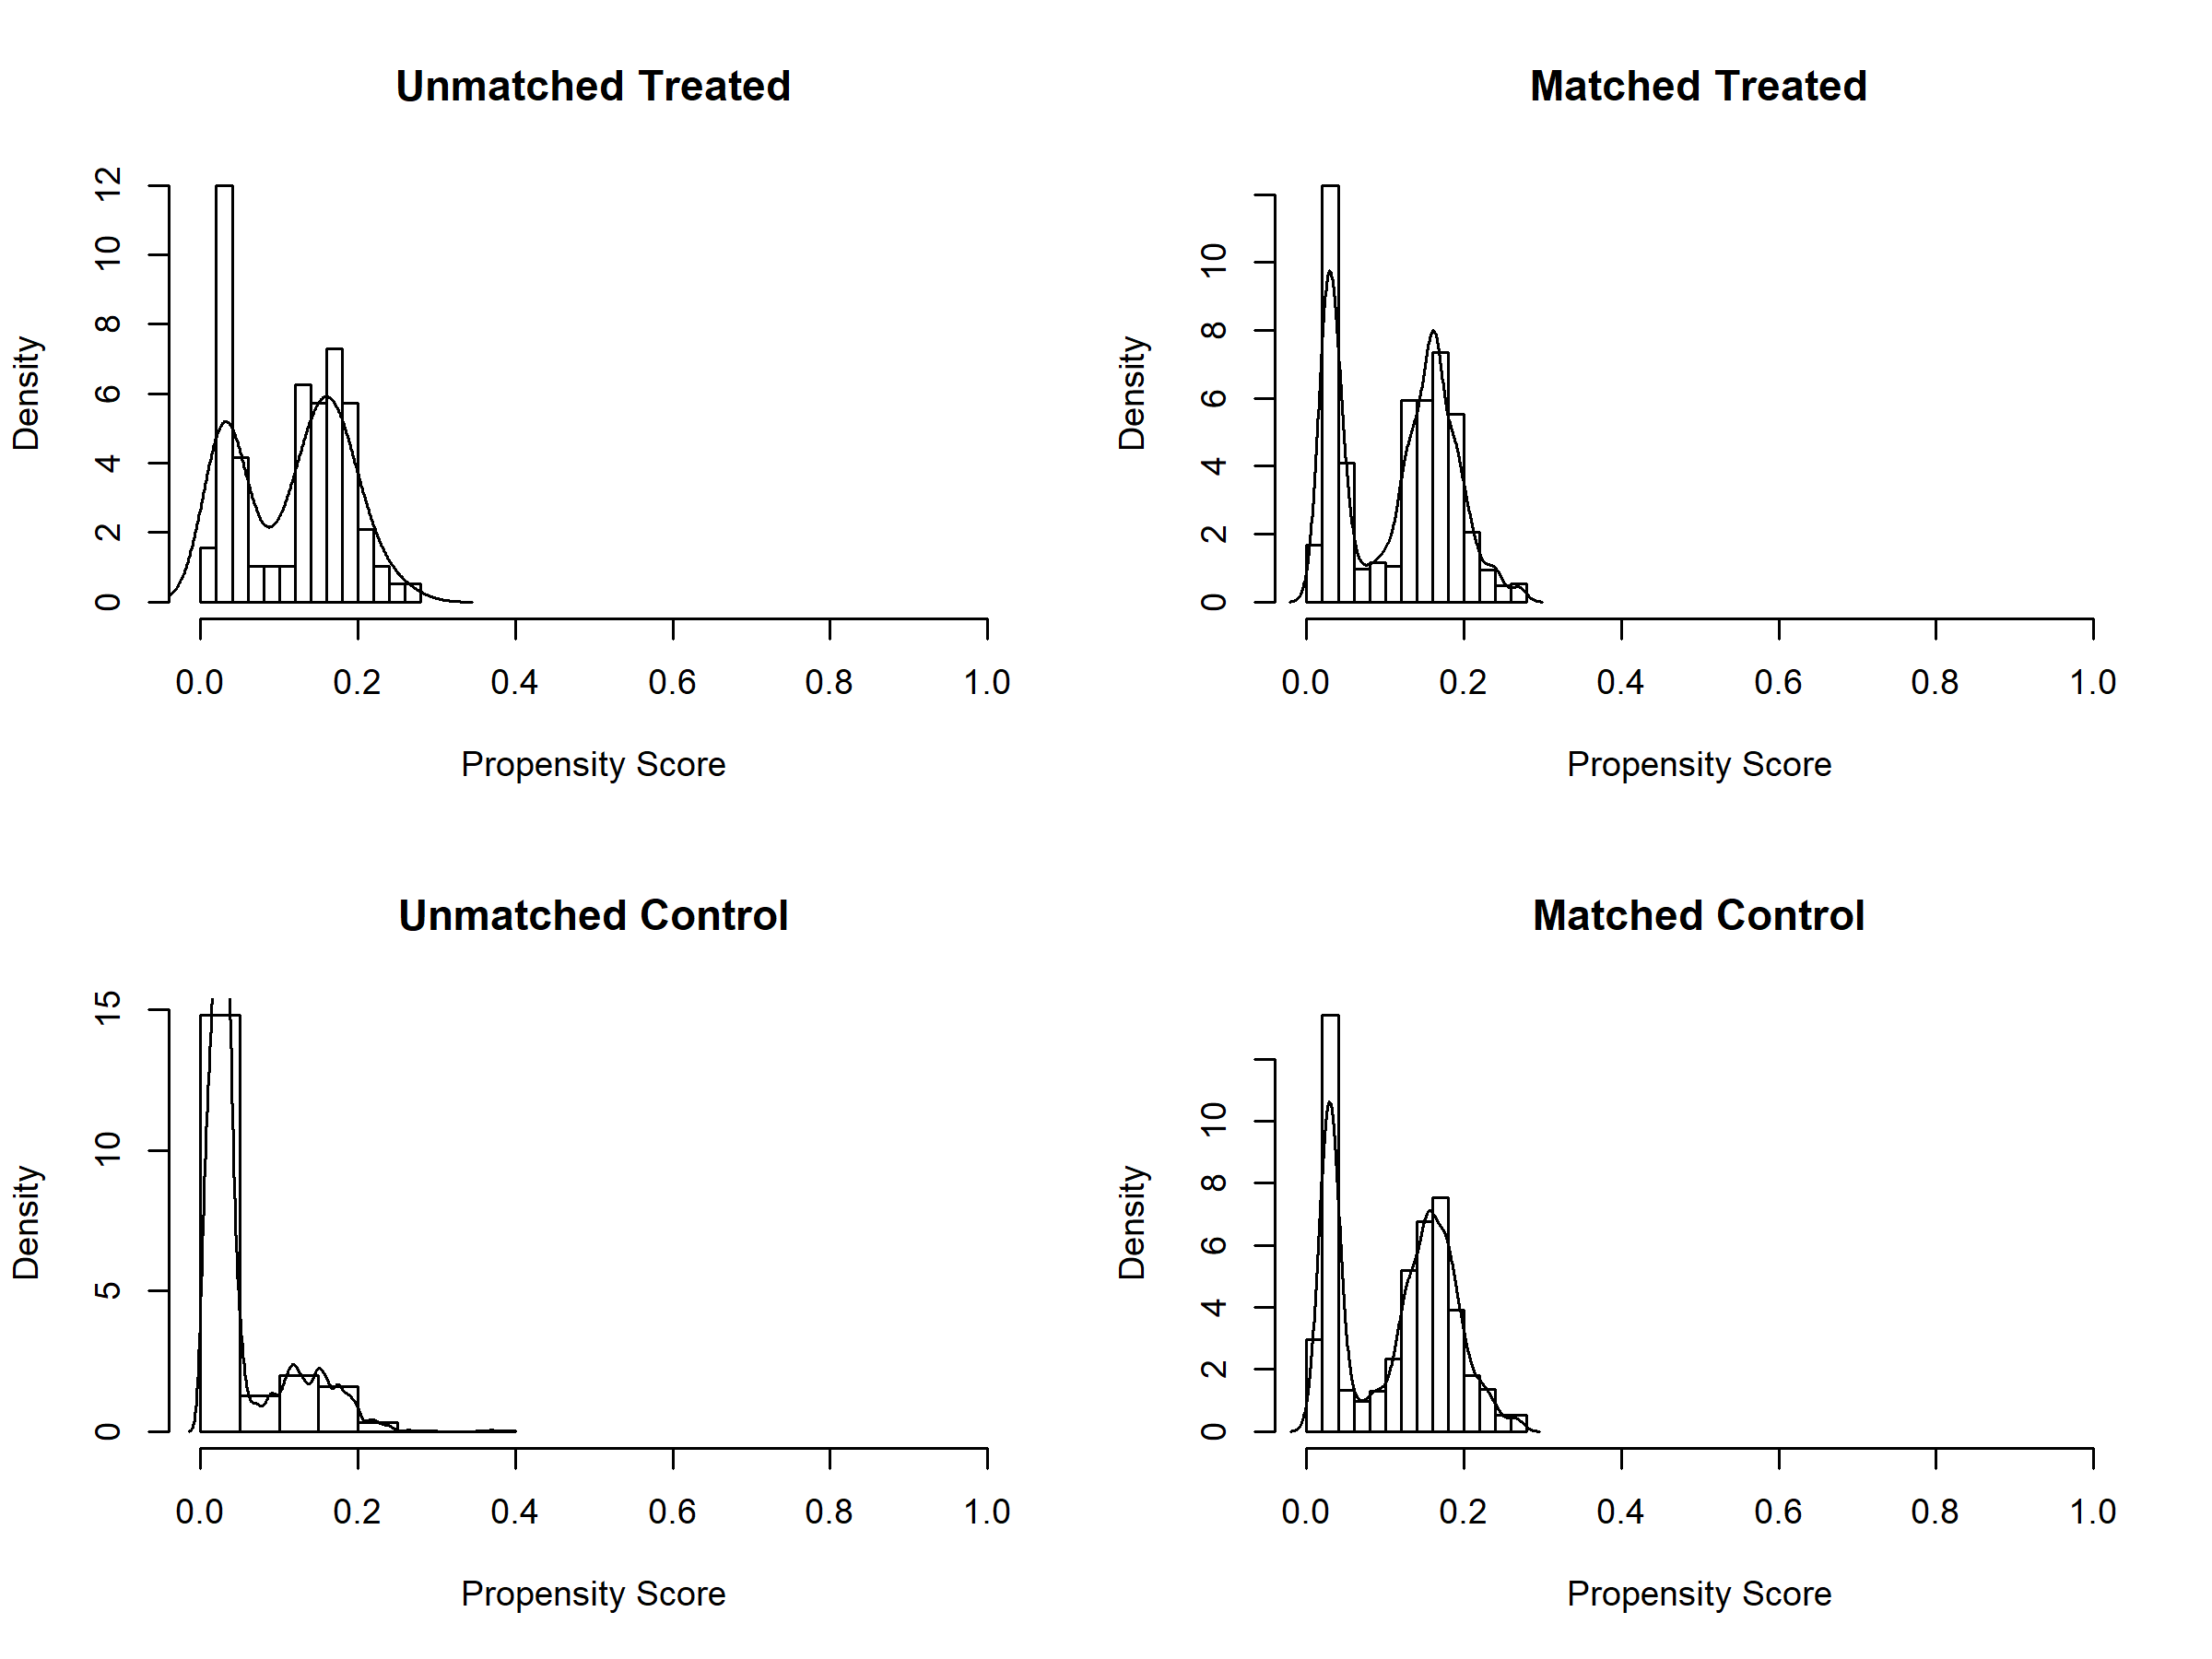 Unmatched Treated
Density
0 2 4 6 8 10 12
0.0 0.2 0.4 0.6 0.8 1.0
Propensity Score
Matched Treated
Density
0 2 4 6 8 10
0.0 0.2 0.4 0.6 0.8 1.0
Propensity Score
Unmatched Control
Density
0 5 10 15
0.0 0.2 0.4 0.6 0.8 1.0
Propensity Score
Matched Control
Density
0 2 4 6 8 10
0.0 0.2 0.4 0.6 0.8 1.0
Propensity Score